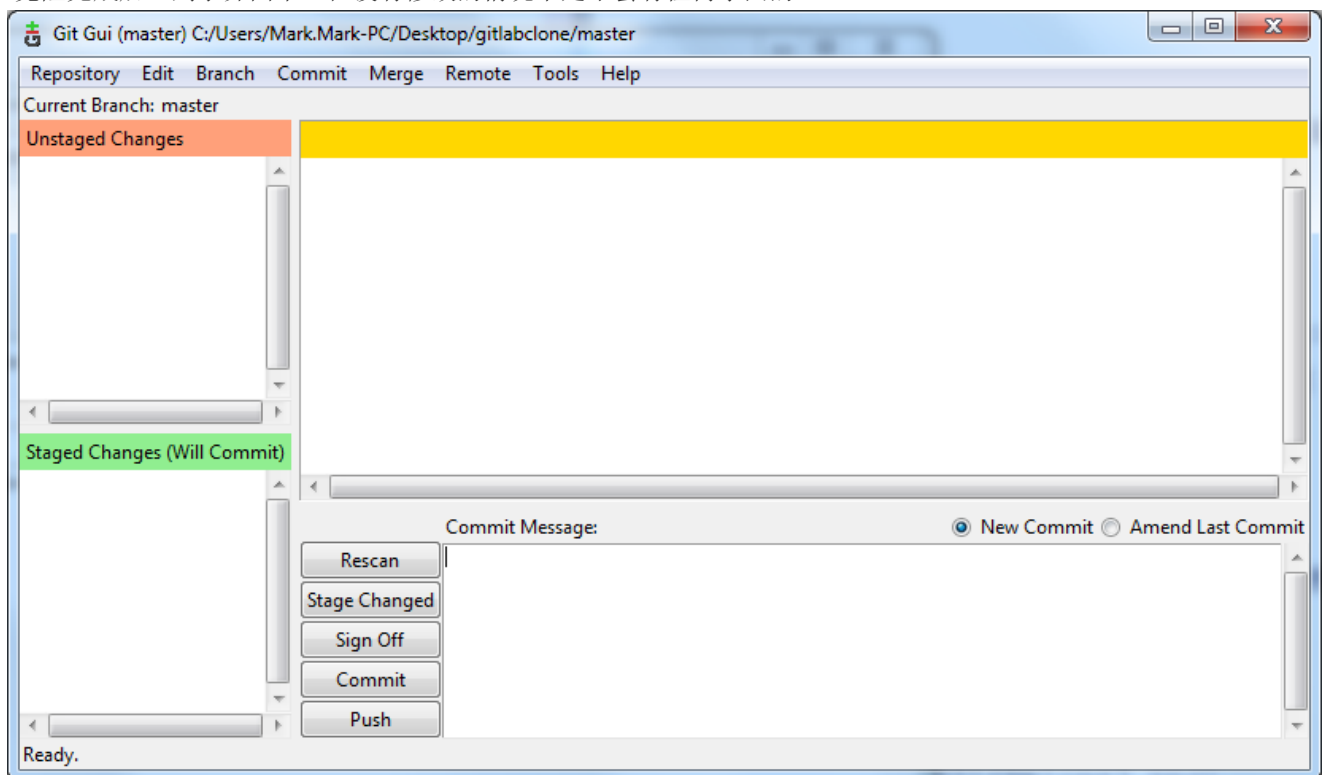 Git Gui (master) C:/Users/Mark.Mark-PC/Desktop/gitlabclone/master
Repository Edit Branch Commit Merge Remote Tools Help
Current Branch: master
Unstaged Changes
Staged Changes (Will Commit)
Commit Message:
New Commit
Amend Last Commit
Rescan
Stage Changed
Sign Off
Commit
Push
Ready.